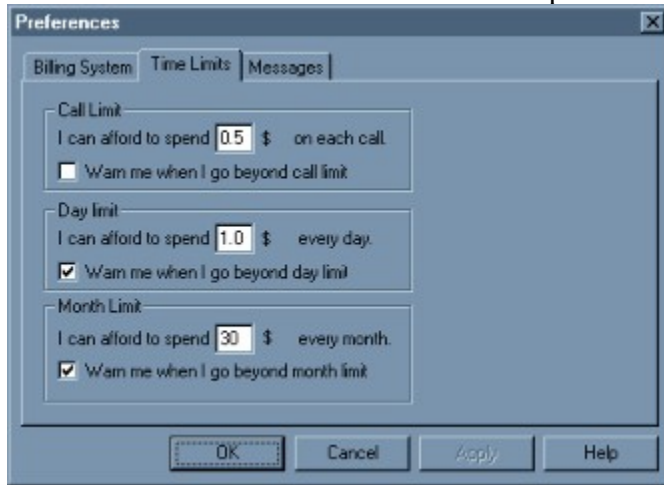 Preferences
Billing System Time Limits Messages
Call Limit
I can afford to spend 0.5 $ on each call.
Warn me when I go beyond call limit
Day limit
I can afford to spend 1.0 $ every day.
Warn me when I go beyond day limit
Month Limit
I can afford to spend 30 $ every month.
Warn me when I go beyond month limit
OK Cancel Apply Help